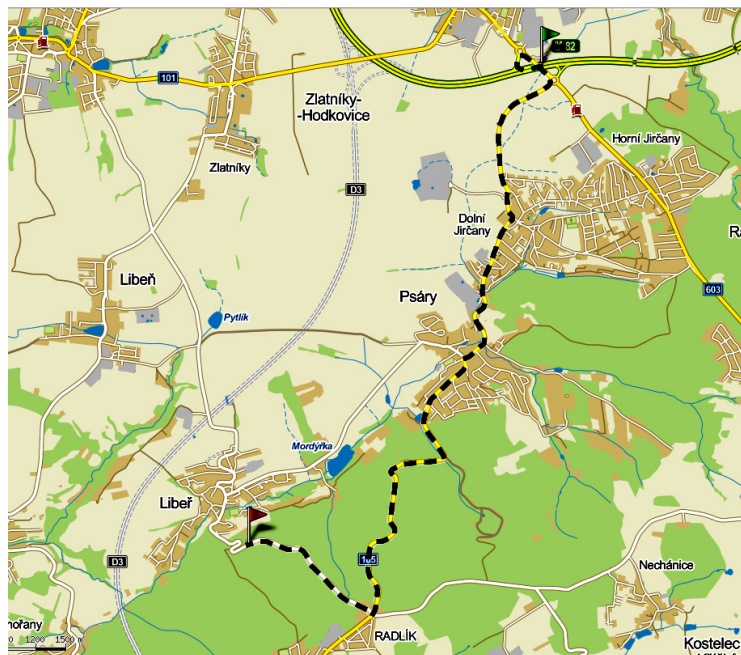 82
101
Zlatníky-
-Hodkovice
Zlatníky
Horní Jirčany
D3
Dolní
Jirčany
Libeň
Psáry
603
Pytlík
Mordýřka
Libeř
D3
105
Nechánice
1200 1500 m
RADLÍK
Kostelec